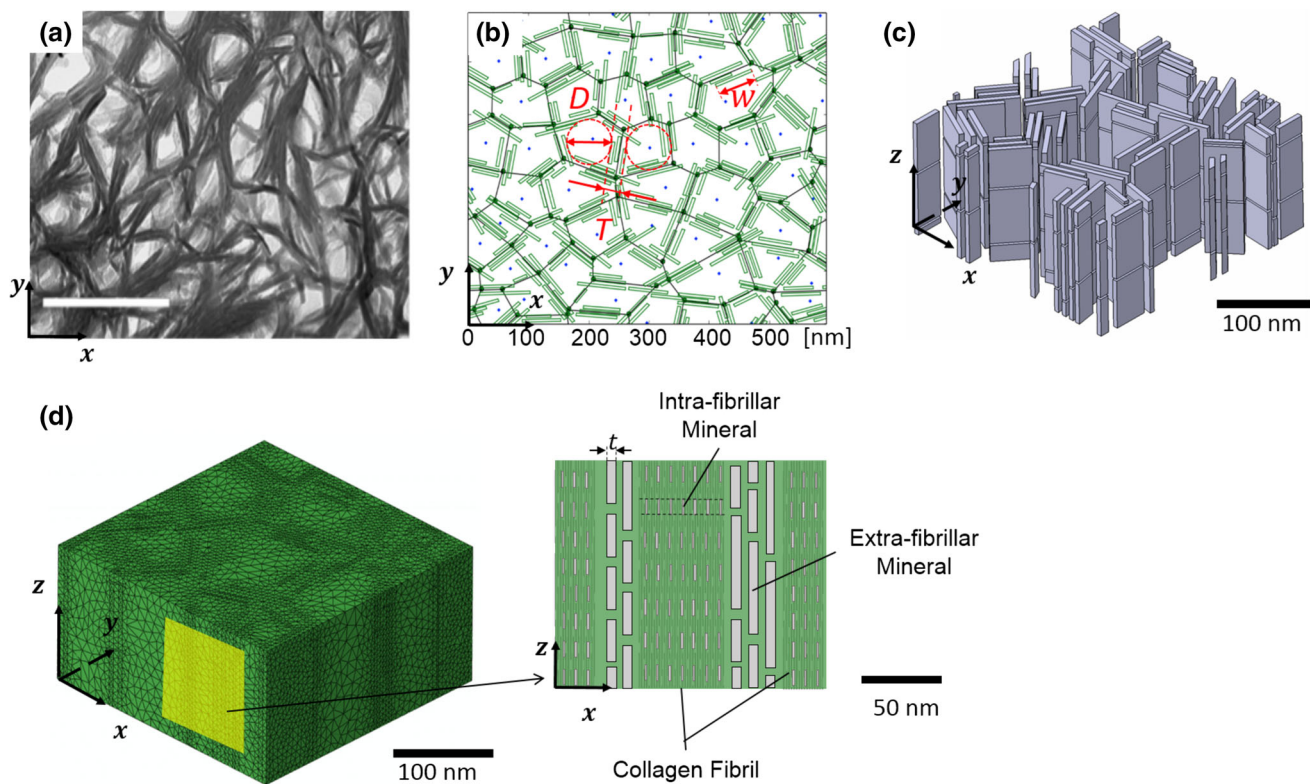 (a)
y
x
(b)
D
W
T
y
x
0 100 200 300 400 500 [nm]
(c)
z
y
x
100 nm
(d)
z
y
x
100 nm
Intra-fibrillar
Mineral
t
Extra-fibrillar
Mineral
z
x
50 nm
Collagen Fibril